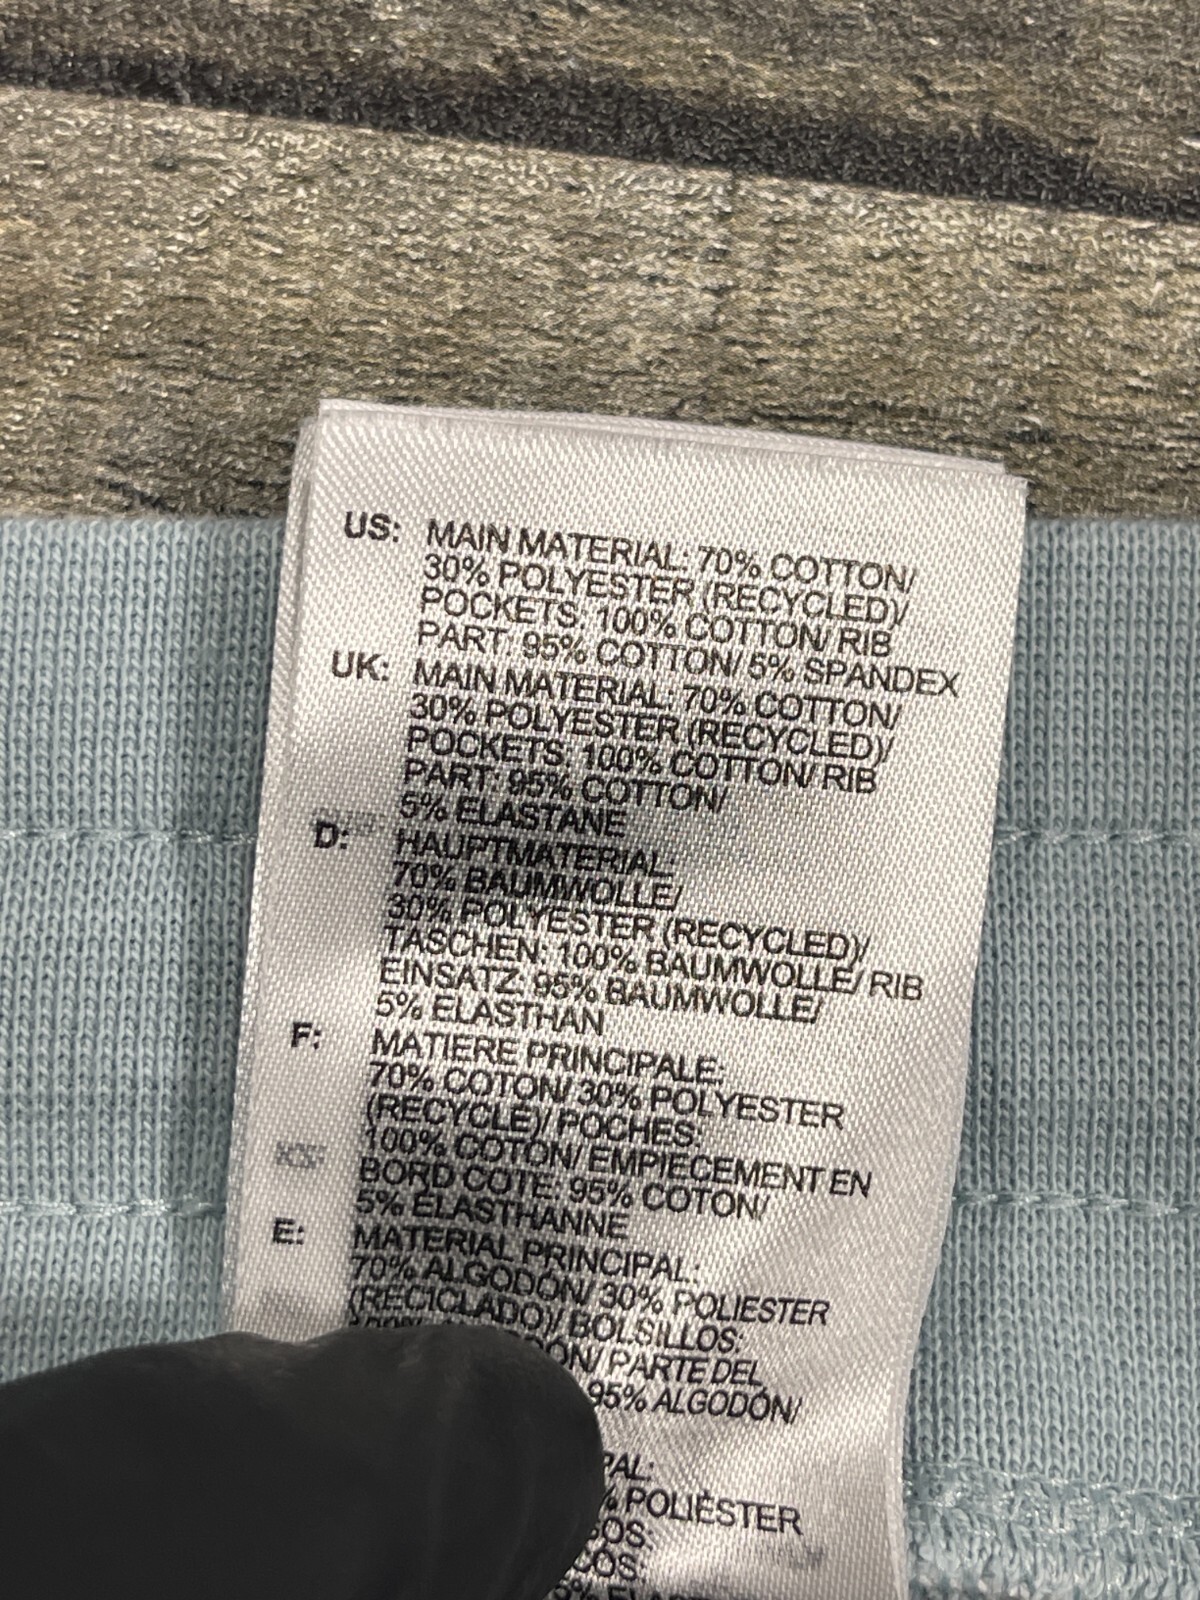 US: MAIN MATERIAL: 70% COTTON/
30% POLYESTER (RECYCLED)/
POCKETS: 100% COTTON/ RIB
PART: 95% COTTON/ 5% SPANDEX
UK: MAIN MATERIAL: 70% COTTON/
30% POLYESTER (RECYCLED)/
POCKETS: 100% COTTON/ RIB
PART: 95% COTTON/
5% ELASTANE
D: HAUPTMATERIAL:
70% BAUMWOLLE/
30% POLYESTER (RECYCLED)/
TASCHEN: 100% BAUMWOLLE/ RIB
EINSATZ: 95% BAUMWOLLE/
5% ELASTHAN
F: MATIERE PRINCIPALE:
70% COTON/ 30% POLYESTER
(RECYCLÉ)/ POCHES:
100% COTON/ EMPIECEMENT EN
BORD COTE: 95% COTON/
5% ÉLASTHANNE
E: MATERIAL PRINCIPAL:
70% ALGODÓN/ 30% POLIESTER
(RECICLADO)/ BOLSILLOS:
PARTE DEL
95% ALGODÓN/
POLIÉSTER